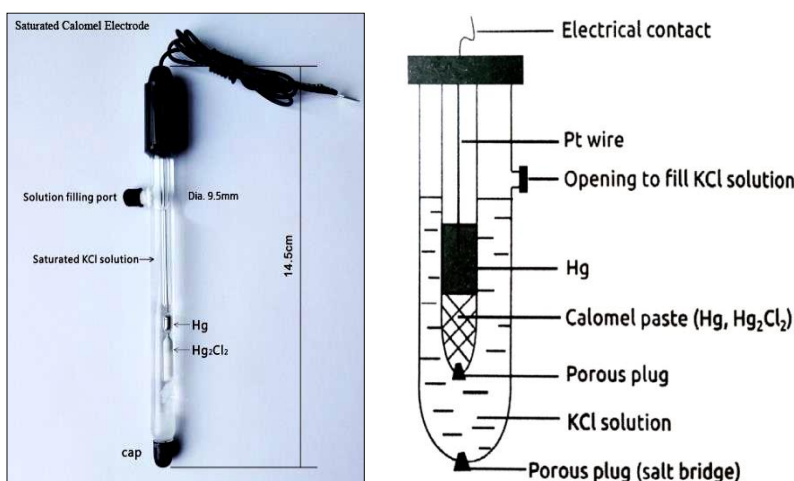 Saturated Calomel Electrode
Solution filling port
Dia. 9.5mm
Saturated KCl solution
14.5cm
Hg
Hg₂Cl₂
cap
Electrical contact
Pt wire
Opening to fill KCl solution
Hg
Calomel paste (Hg, Hg₂Cl₂)
Porous plug
KCl solution
Porous plug (salt bridge)